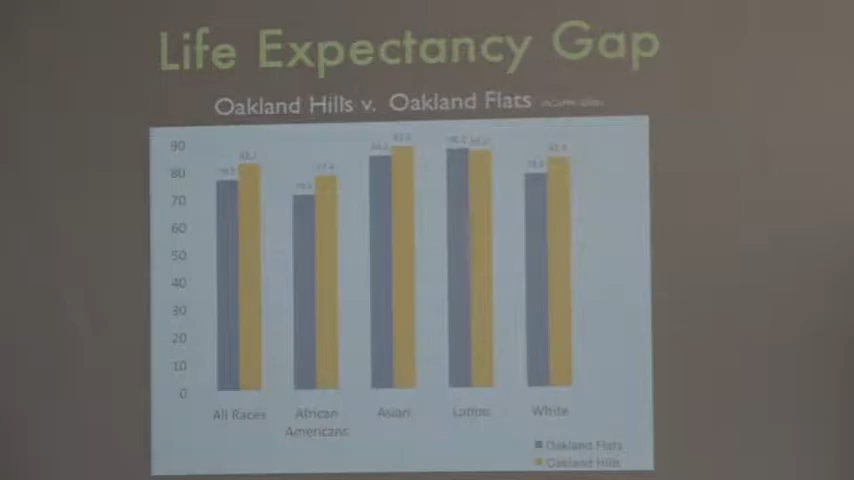 Life Expectancy Gap
Oakland Hills v. Oakland Flats
90
80
70
60
50
40
30
20
10
0
All Races
African
Americans
Asian
Latino
White
Oakland Flats
Oakland Hills